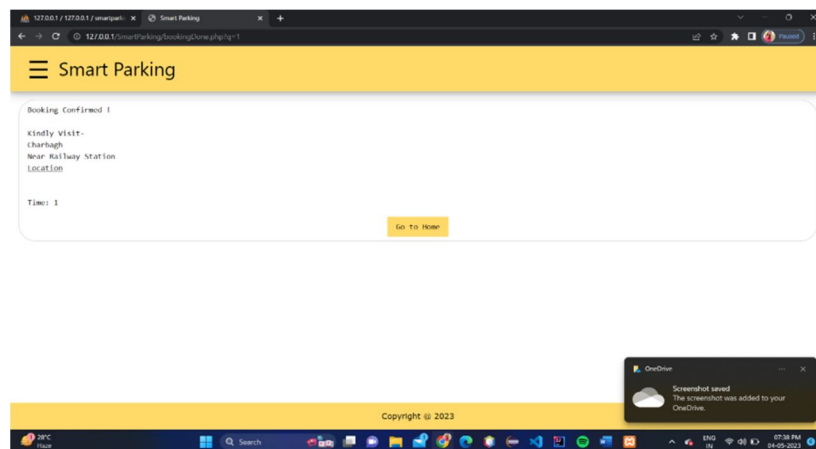 127.0.0.1 / 127.0.0.1 / smartparki
Smart Parking
127.0.0.1/SmartParking/bookingDone.php?q=1
Paused
Smart Parking
Booking Confirmed !
Kindly Visit-
Charbagh
Near Railway Station
Location
Time: 1
Go to Home
OneDrive
Screenshot saved
The screenshot was added to your
OneDrive.
Copyright @ 2023
28°C
Haze
Search
ENG
IN
07:38 PM
04-05-2023